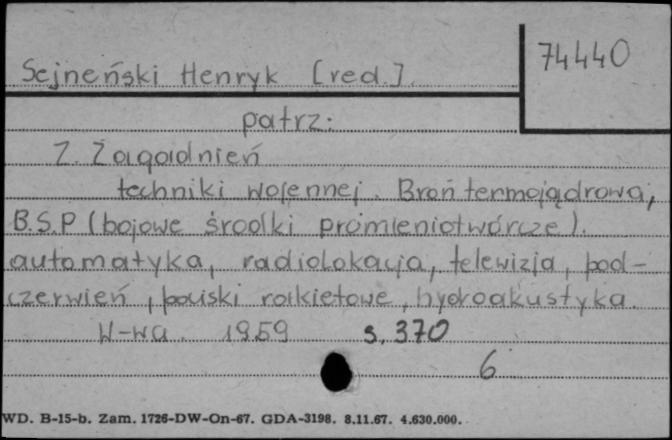 Sejneński Henryk [red.]
74440
patrz:
Z Zagadnień
techniki wojennej. Broń termojądrowa,
B.S.P (bojowe środki promieniotwórcze).
automatyka, radiolokacja, telewizja, pod-
czerwień, pociski rakietowe, hydroakustyka.
W-wa. 1959 s. 370
6
WD. B-15-b. Zam. 1726-DW-On-67. GDA-3198. 8.11.67. 4.630.000.